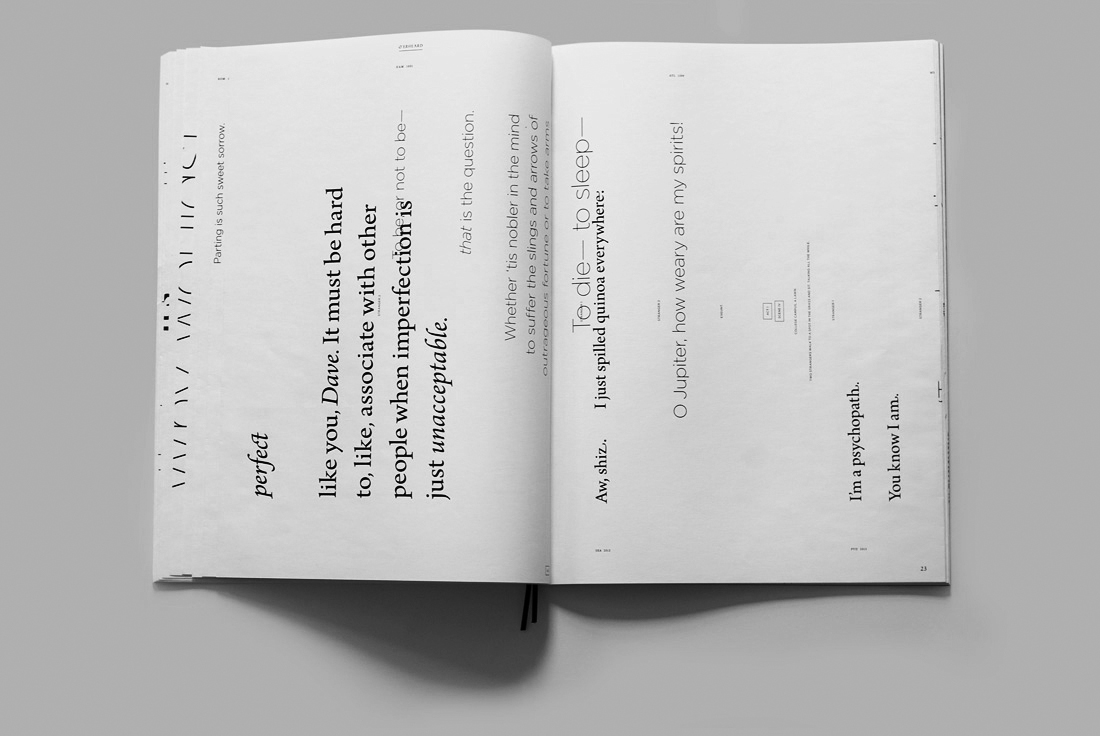 Parting is such sweet sorrow.
perfect
like you, Dave. It must be hard
to, like, associate with other
people when imperfection is
just unacceptable.
To be or not to be—
that is the question.
Whether 'tis nobler in the mind
to suffer the slings and arrows of
outrageous fortune or to take arms
To die— to sleep—
Aw, shiz. I just spilled quinoa everywhere:
O Jupiter, how weary are my spirits!
I'm a psychopath.
You know I am.
23